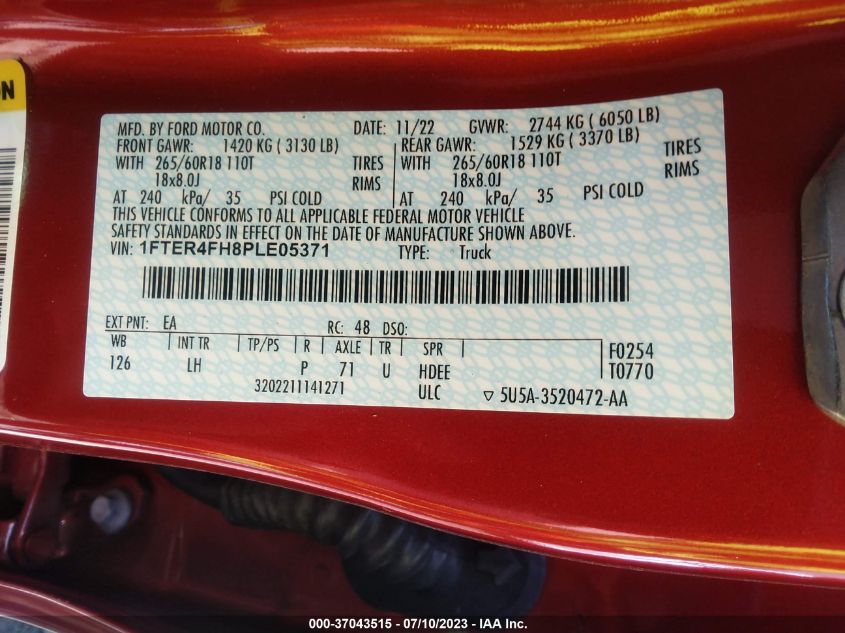 ON
MFD. BY FORD MOTOR CO. DATE: 11/22 GVWR: 2744 KG ( 6050 LB)
FRONT GAWR: 1420 KG ( 3130 LB) REAR GAWR: 1529 KG ( 3370 LB)
WITH 265/60R18 110T TIRES WITH 265/60R18 110T TIRES
18x8.0J RIMS 18x8.0J RIMS
AT 240 kPa/ 35 PSI COLD AT 240 kPa/ 35 PSI COLD
THIS VEHICLE CONFORMS TO ALL APPLICABLE FEDERAL MOTOR VEHICLE
SAFETY STANDARDS IN EFFECT ON THE DATE OF MANUFACTURE SHOWN ABOVE.
VIN: 1FTER4FH8PLE05371 TYPE: Truck
EXT PNT: EA RC: 48 DSO:
WB INT TR TP/PS R AXLE TR SPR F0254
126 LH P 71 U HDEE T0770
3202211141271 ULC ▽ 5U5A-3520472-AA
000-37043515 - 07/10/2023 - IAA Inc.